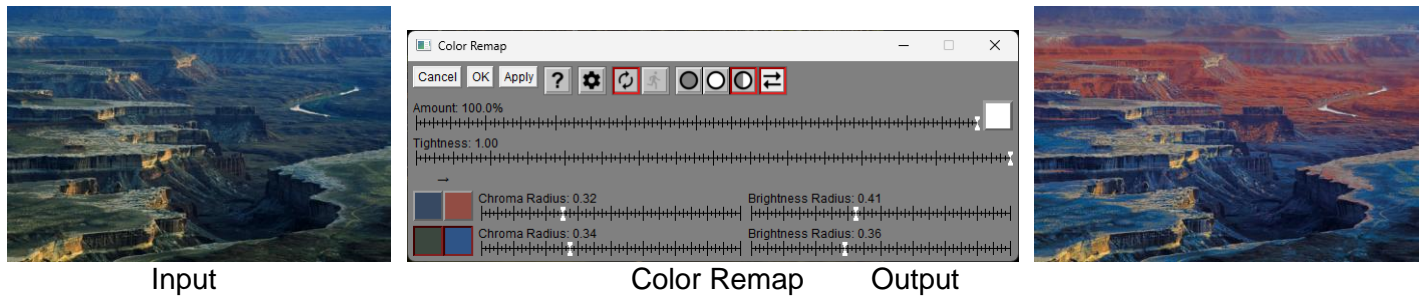 Color Remap
Cancel OK Apply ?
Amount: 100.0%
Tightness: 1.00
Chroma Radius: 0.32 Brightness Radius: 0.41
Chroma Radius: 0.34 Brightness Radius: 0.36
Input Color Remap Output